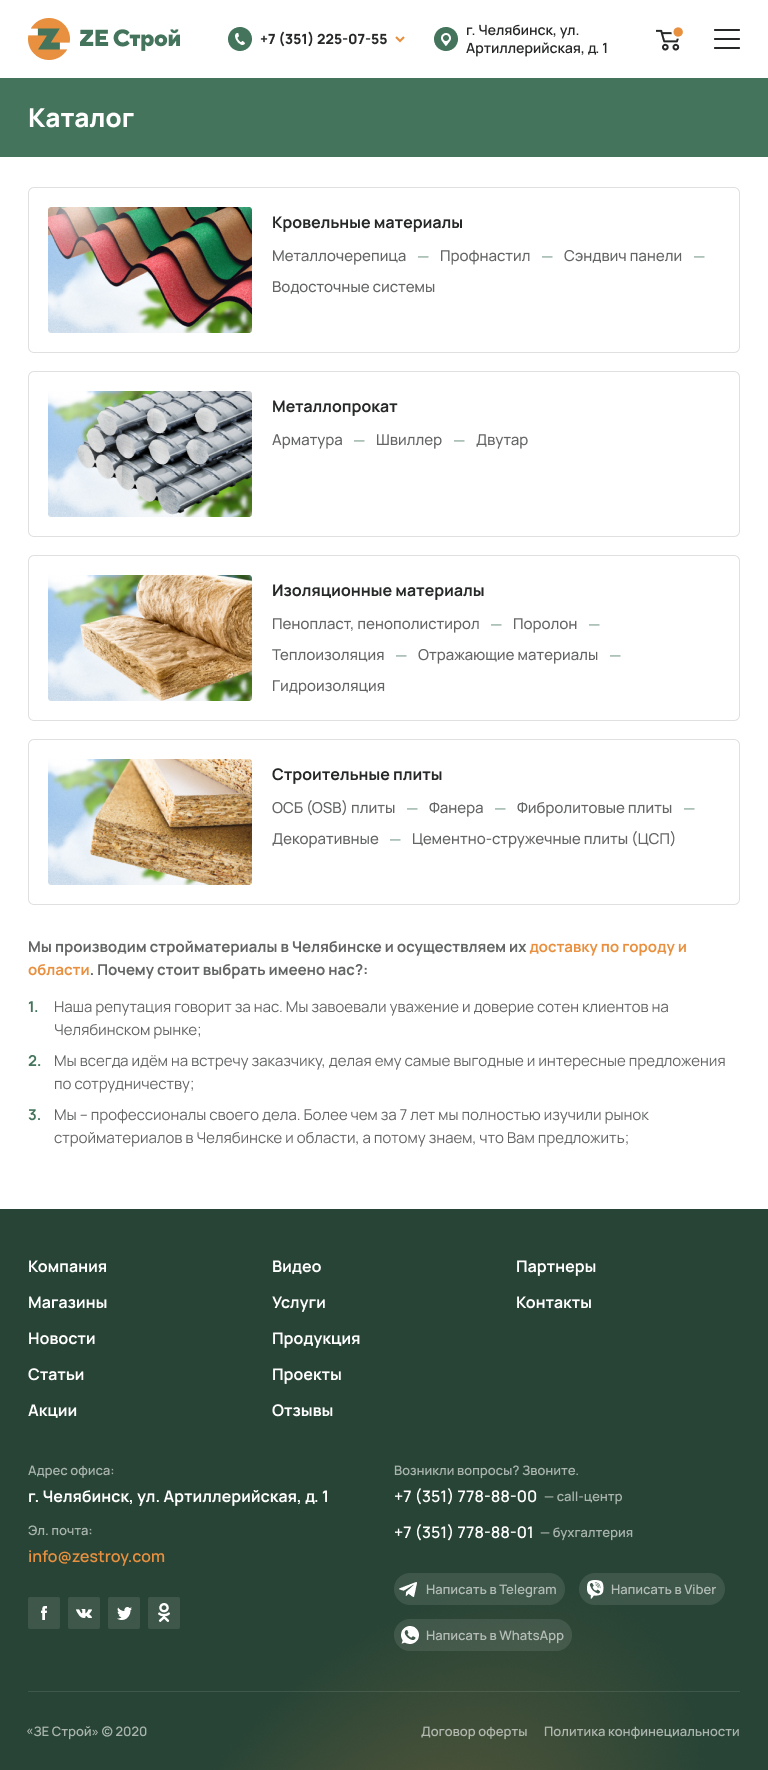 ZE Строй
+7 (351) 225-07-55
г. Челябинск, ул.
Артиллерийская, д. 1
Каталог
Кровельные материалы
Металлочерепица — Профнастил — Сэндвич панели —
Водосточные системы
Металлопрокат
Арматура — Швиллер — Двутар
Изоляционные материалы
Пенопласт, пенополистирол — Поролон —
Теплоизоляция — Отражающие материалы —
Гидроизоляция
Строительные плиты
ОСБ (OSB) плиты — Фанера — Фибролитовые плиты —
Декоративные — Цементно-стружечные плиты (ЦСП)
Мы производим стройматериалы в Челябинске и осуществляем их доставку по городу и
области. Почему стоит выбрать имеено нас?:
1. Наша репутация говорит за нас. Мы завоевали уважение и доверие сотен клиентов на
Челябинском рынке;
2. Мы всегда идём на встречу заказчику, делая ему самые выгодные и интересные предложения
по сотрудничеству;
3. Мы – профессионалы своего дела. Более чем за 7 лет мы полностью изучили рынок
стройматериалов в Челябинске и области, а потому знаем, что Вам предложить;
Компания
Магазины
Новости
Статьи
Акции
Видео
Услуги
Продукция
Проекты
Отзывы
Партнеры
Контакты
Адрес офиса:
г. Челябинск, ул. Артиллерийская, д. 1
Эл. почта:
info@zestroy.com
Возникли вопросы? Звоните.
+7 (351) 778-88-00 — call-центр
+7 (351) 778-88-01 — бухгалтерия
Написать в Telegram
Написать в Viber
Написать в WhatsApp
«ЗЕ Строй» © 2020
Договор оферты
Политика конфинециальности